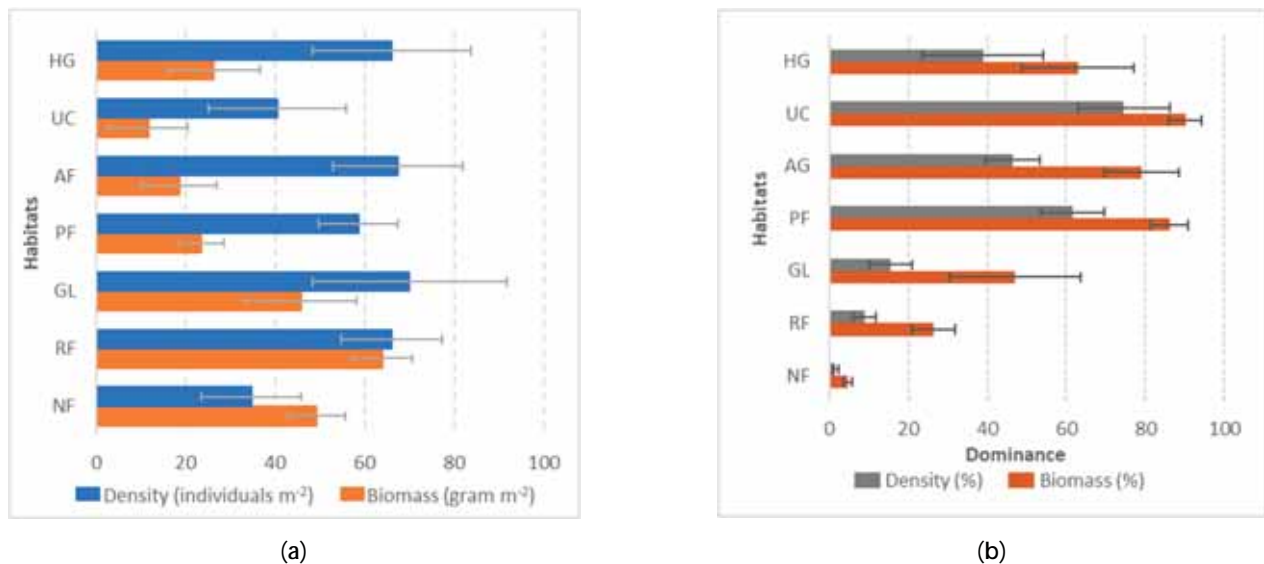 HG
UC
AF
PF
GL
RF
NF
Habitats
0 20 40 60 80 100
Density (individuals m⁻²) Biomass (gram m⁻²)
(a)
HG
UC
AG
PF
GL
RF
NF
Habitats
0 20 40 60 80 100
Dominance
Density (%) Biomass (%)
(b)